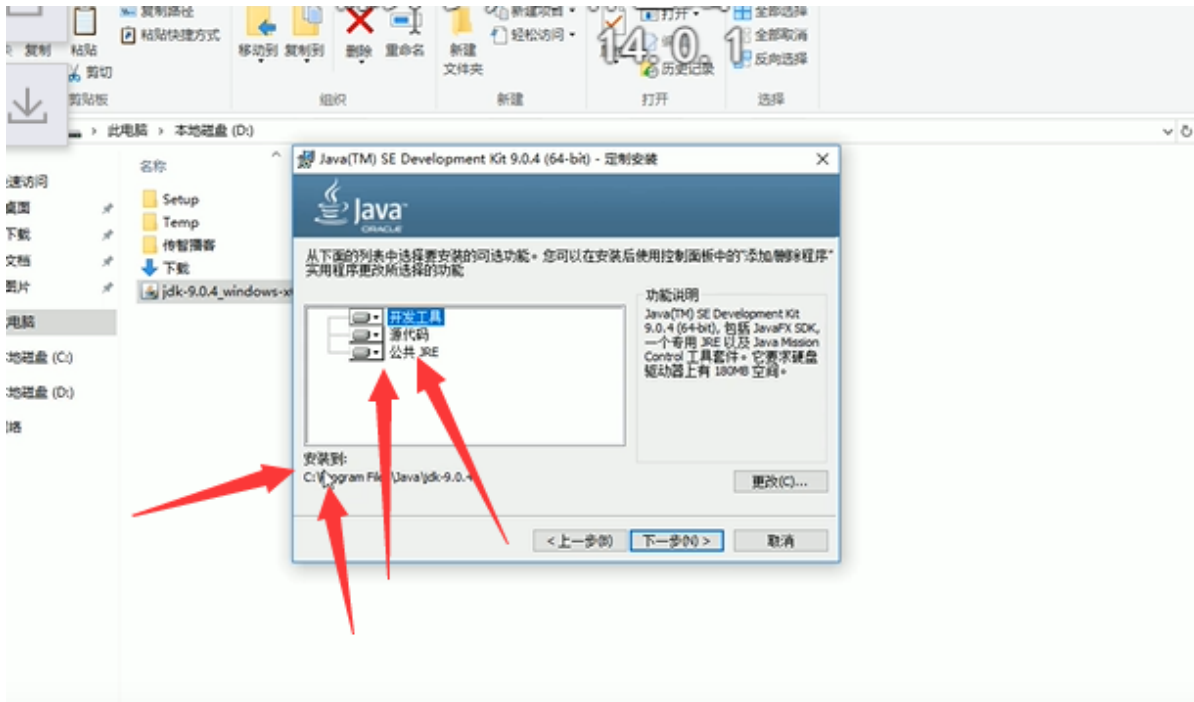 复制路径
粘贴快捷方式
复制
粘贴
剪切
剪贴板
移动到 复制到 删除 重命名
组织
新建
文件夹
新建项目
轻松访问
新建
打开
历史记录
打开
14.0.1
全部选择
全部取消
反向选择
选择
此电脑 › 本地磁盘 (D:)
速访问
桌面
下载
文档
图片
电脑
地磁盘 (C:)
地磁盘 (D:)
络
名称
Setup
Temp
传智播客
下载
jdk-9.0.4_windows-x
Java(TM) SE Development Kit 9.0.4 (64-bit) - 定制安装
Java™
ORACLE
从下面的列表中选择要安装的可选功能。您可以在安装后使用控制面板中的“添加/删除程序”
实用程序更改所选择的功能
开发工具
源代码
公共 JRE
功能说明
Java(TM) SE Development Kit
9.0.4 (64-bit), 包括 JavaFX SDK,
一个专用 JRE 以及 Java Mission
Control 工具套件。它要求硬盘
驱动器上有 180MB 空间。
安装到:
C:\Program Files\Java\jdk-9.0.4
更改(C)...
< 上一步(B)
下一步(N) >
取消